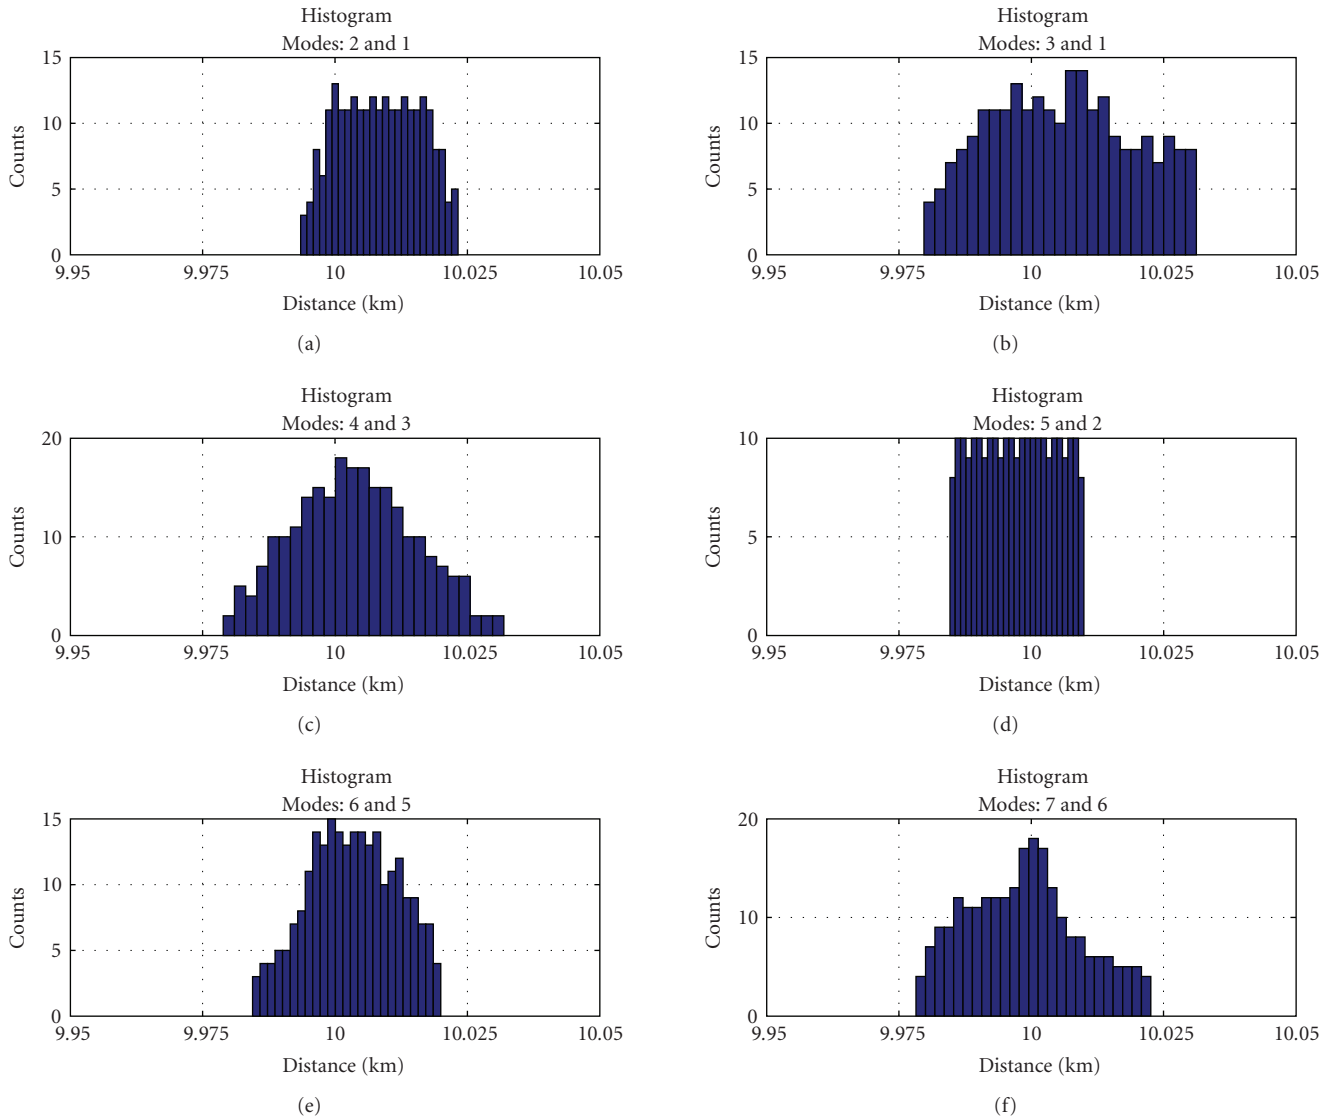 Histogram
Modes: 2 and 1
15
10
5
0
Counts
9.95 9.975 10 10.025 10.05
Distance (km)
(a)
Histogram
Modes: 3 and 1
15
10
5
0
Counts
9.95 9.975 10 10.025 10.05
Distance (km)
(b)
Histogram
Modes: 4 and 3
20
10
0
Counts
9.95 9.975 10 10.025 10.05
Distance (km)
(c)
Histogram
Modes: 5 and 2
10
5
0
Counts
9.95 9.975 10 10.025 10.05
Distance (km)
(d)
Histogram
Modes: 6 and 5
15
10
5
0
Counts
9.95 9.975 10 10.025 10.05
Distance (km)
(e)
Histogram
Modes: 7 and 6
20
10
0
Counts
9.95 9.975 10 10.025 10.05
Distance (km)
(f)